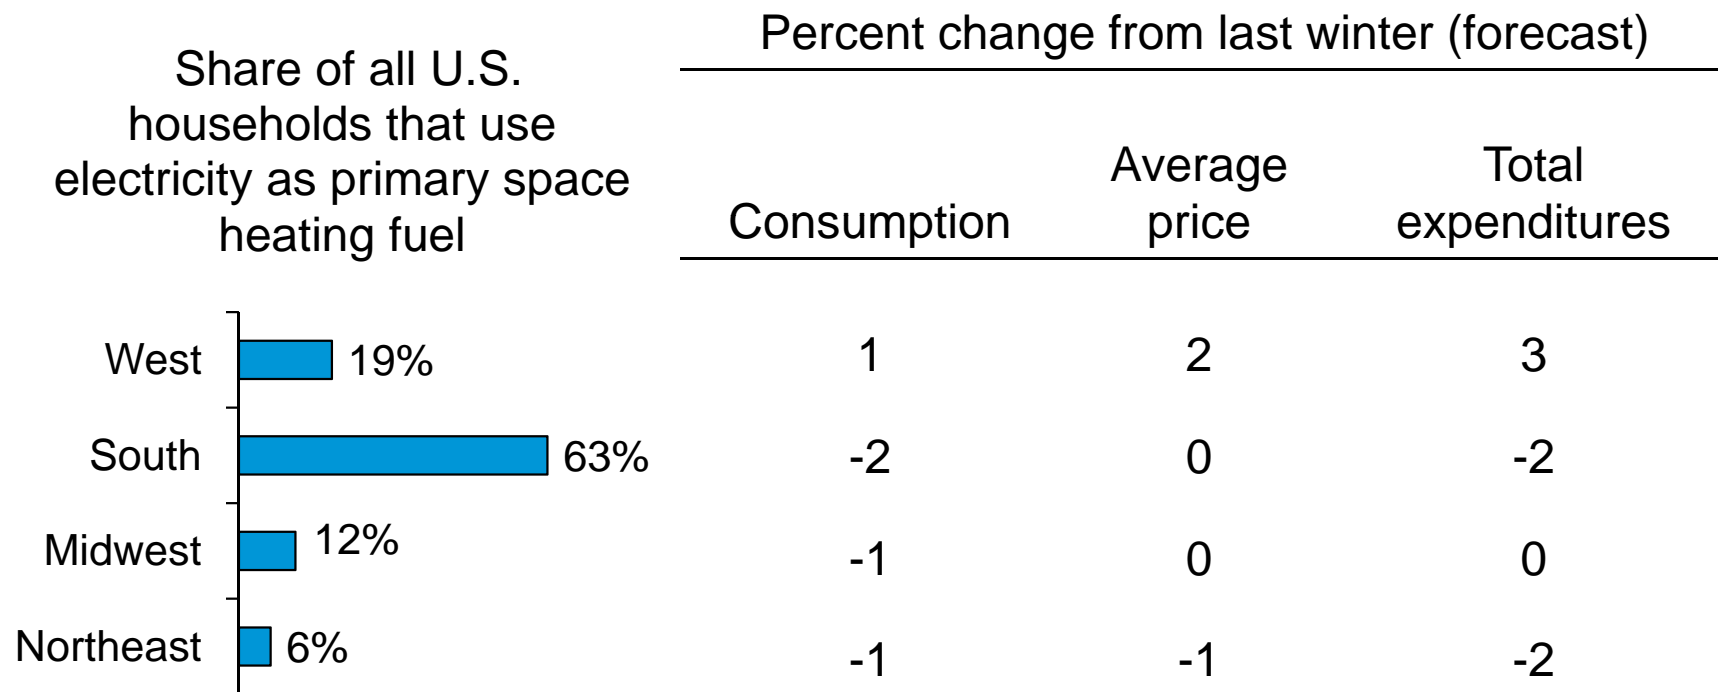 Share of all U.S.
households that use
electricity as primary space
heating fuel
Percent change from last winter (forecast)
Consumption
Average
price
Total
expenditures
West 19% 1 2 3
South 63% -2 0 -2
Midwest 12% -1 0 0
Northeast 6% -1 -1 -2